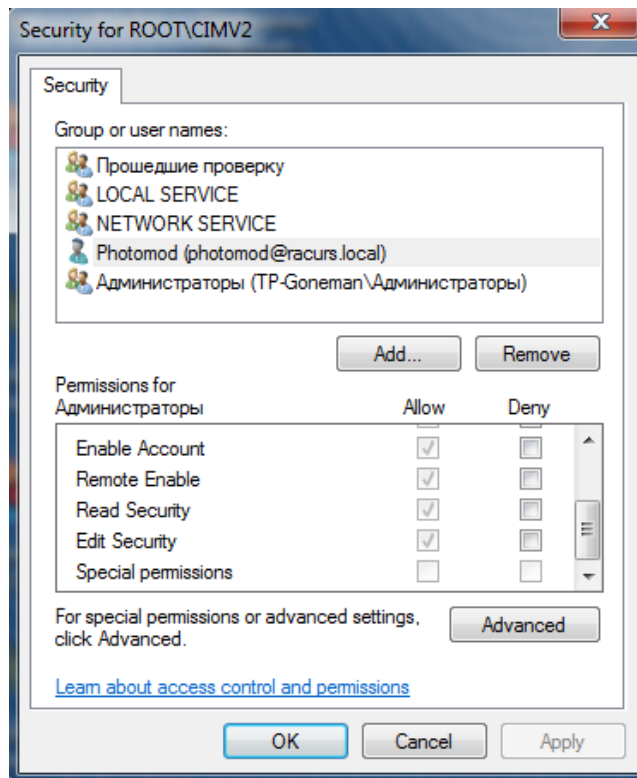 Security for ROOT\CIMV2
Security
Group or user names:
Прошедшие проверку
LOCAL SERVICE
NETWORK SERVICE
Photomod (photomod@racurs.local)
Администраторы (TP-Goneman\Администраторы)
Add...
Remove
Permissions for
Администраторы
Allow
Deny
Enable Account
Remote Enable
Read Security
Edit Security
Special permissions
For special permissions or advanced settings,
click Advanced.
Advanced
Learn about access control and permissions
OK
Cancel
Apply